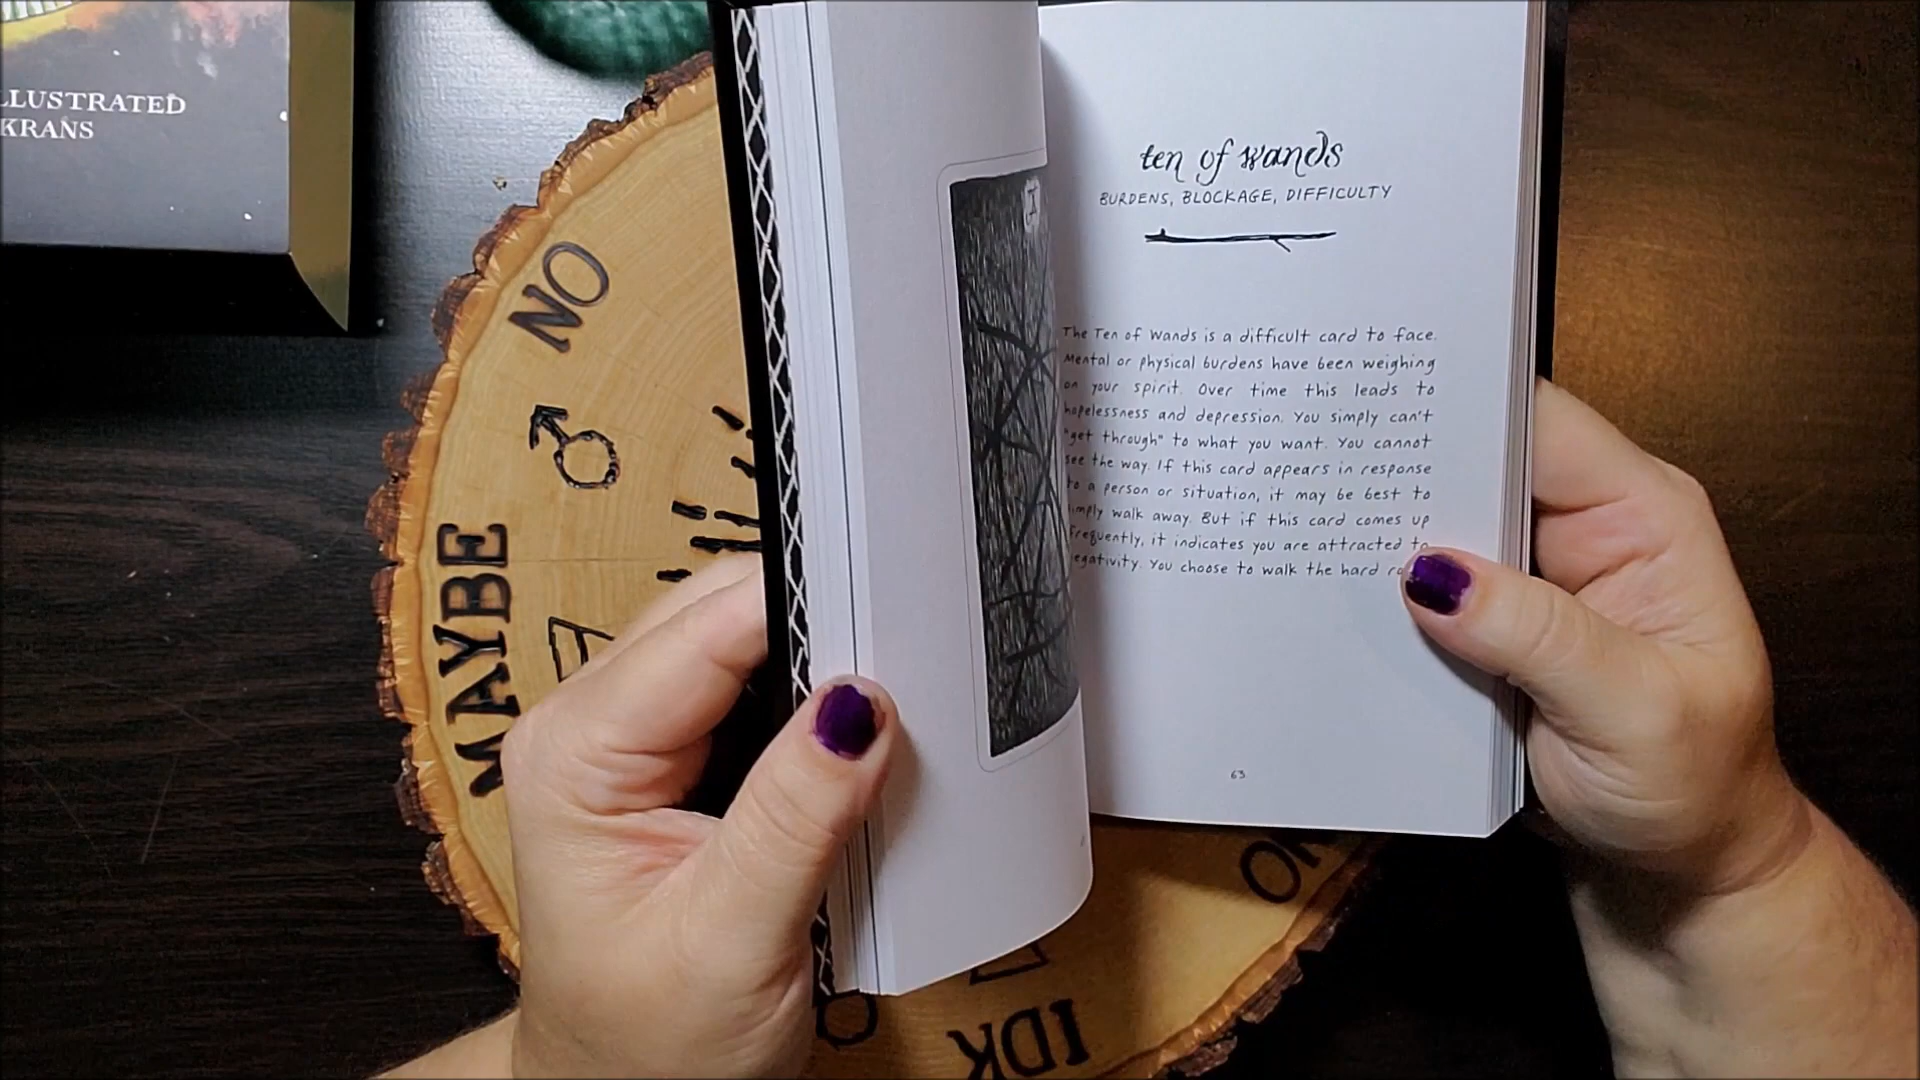 LLUSTRATED
KRANS
NO
MAYBE
IDK
NO
X
ten of wands
BURDENS, BLOCKAGE, DIFFICULTY
The Ten of Wands is a difficult card to face.
Mental or physical burdens have been weighing
on your spirit. Over time this leads to
hopelessness and depression. You simply can't
"get through" to what you want. You cannot
see the way. If this card appears in response
to a person or situation, it may be best to
simply walk away. But if this card comes up
frequently, it indicates you are attracted to
negativity. You choose to walk the hard
63